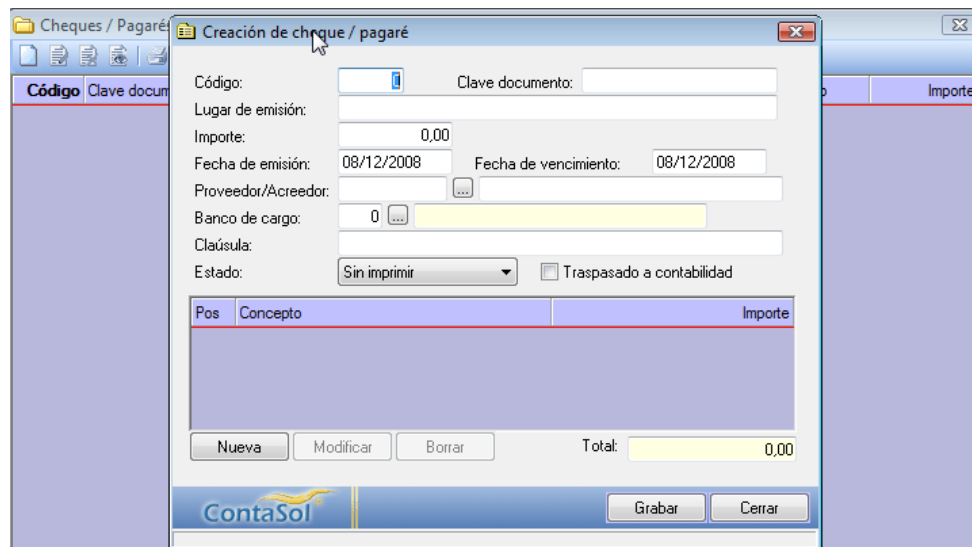 Cheques / Pagarés
Creación de cheque / pagaré
Código Clave docum
Importe
Código: 0 Clave documento:
Lugar de emisión:
Importe: 0,00
Fecha de emisión: 08/12/2008 Fecha de vencimiento: 08/12/2008
Proveedor/Acreedor: ...
Banco de cargo: 0 ...
Claúsula:
Estado: Sin imprimir Traspasado a contabilidad
Pos Concepto Importe
Nueva Modificar Borrar Total: 0,00
ContaSol Grabar Cerrar